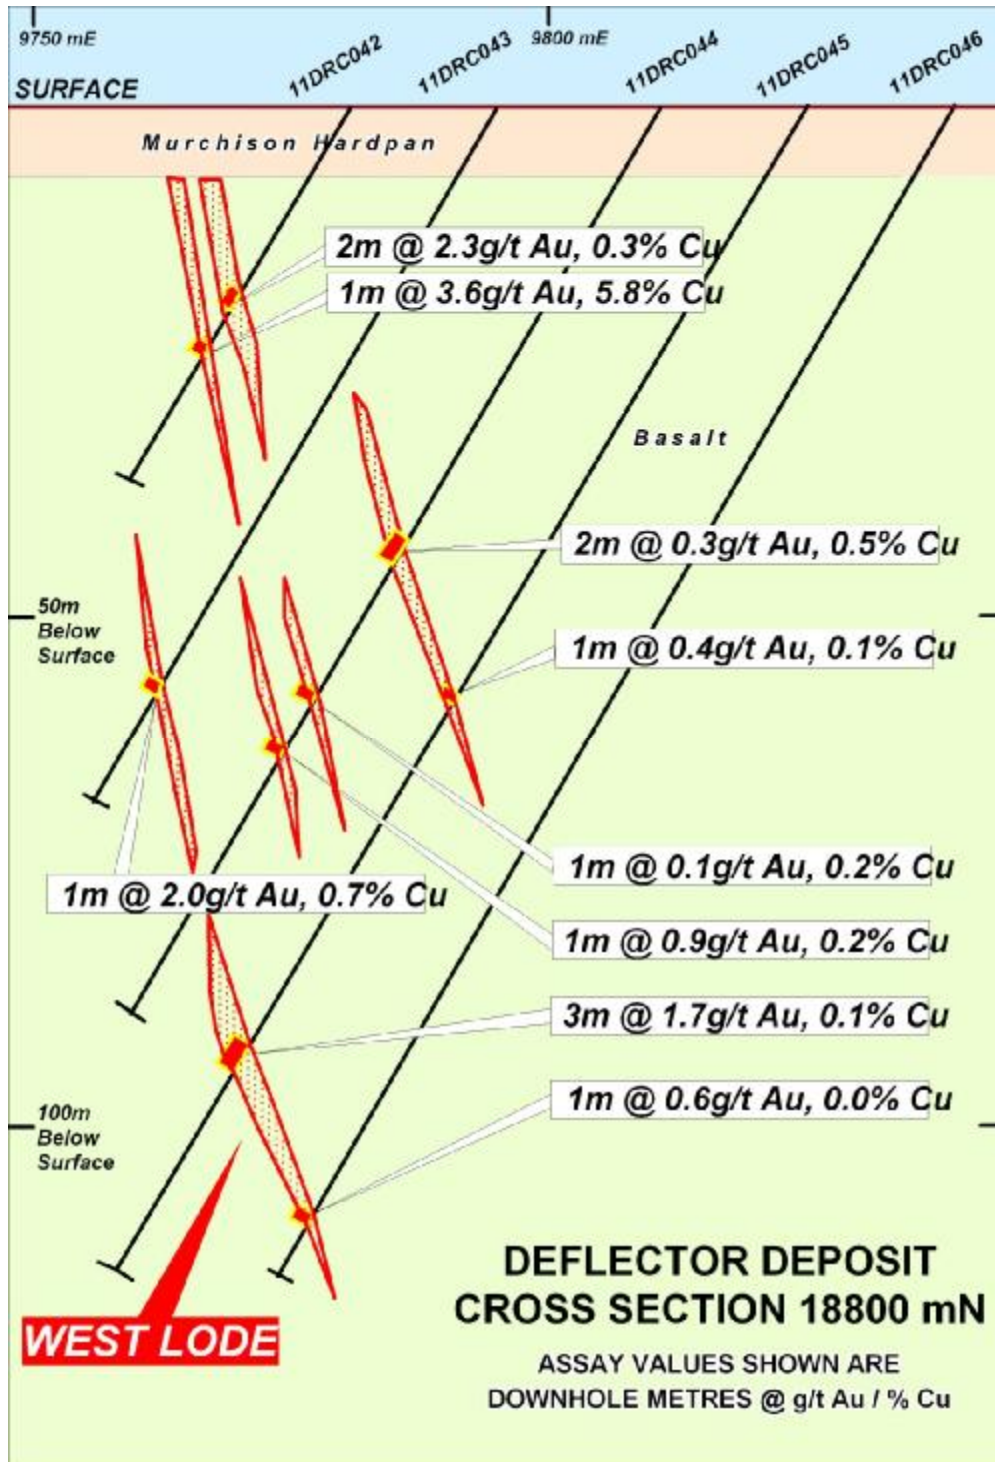 9750 mE
9800 mE
11DRC042
11DRC043
11DRC044
11DRC045
11DRC046
SURFACE
Murchison Hardpan
2m @ 2.3g/t Au, 0.3% Cu
1m @ 3.6g/t Au, 5.8% Cu
Basalt
2m @ 0.3g/t Au, 0.5% Cu
50m
Below
Surface
1m @ 0.4g/t Au, 0.1% Cu
1m @ 0.1g/t Au, 0.2% Cu
1m @ 2.0g/t Au, 0.7% Cu
1m @ 0.9g/t Au, 0.2% Cu
3m @ 1.7g/t Au, 0.1% Cu
1m @ 0.6g/t Au, 0.0% Cu
100m
Below
Surface
WEST LODE
DEFLECTOR DEPOSIT
CROSS SECTION 18800 mN
ASSAY VALUES SHOWN ARE
DOWNHOLE METRES @ g/t Au / % Cu